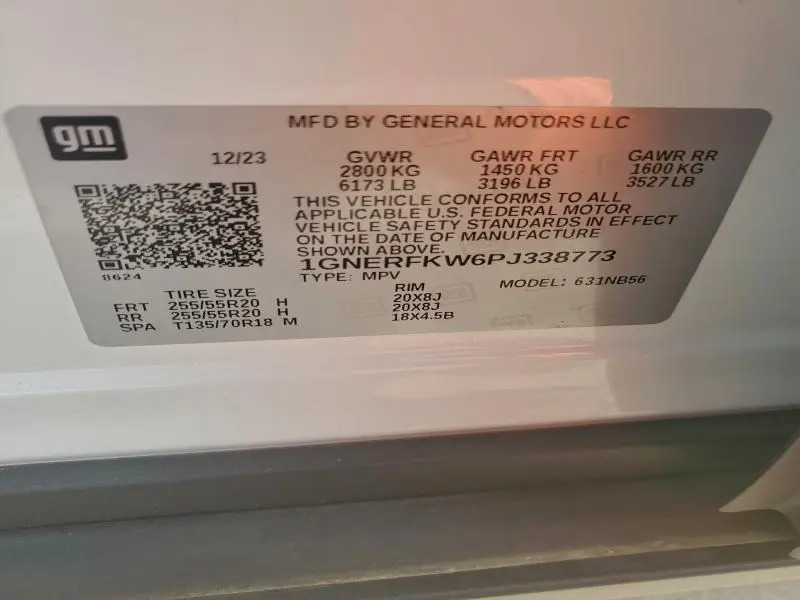 gm
MFD BY GENERAL MOTORS LLC
12/23 GVWR GAWR FRT GAWR RR
2800 KG 1450 KG 1600 KG
6173 LB 3196 LB 3527 LB
THIS VEHICLE CONFORMS TO ALL
APPLICABLE U.S. FEDERAL MOTOR
VEHICLE SAFETY STANDARDS IN EFFECT
ON THE DATE OF MANUFACTURE
SHOWN ABOVE.
1GNERFKW6PJ338773
8624 TYPE: MPV MODEL: 631NB56
TIRE SIZE RIM
FRT 255/55R20 H 20X8J
RR 255/55R20 H 20X8J
SPA T135/70R18 M 18X4.5B